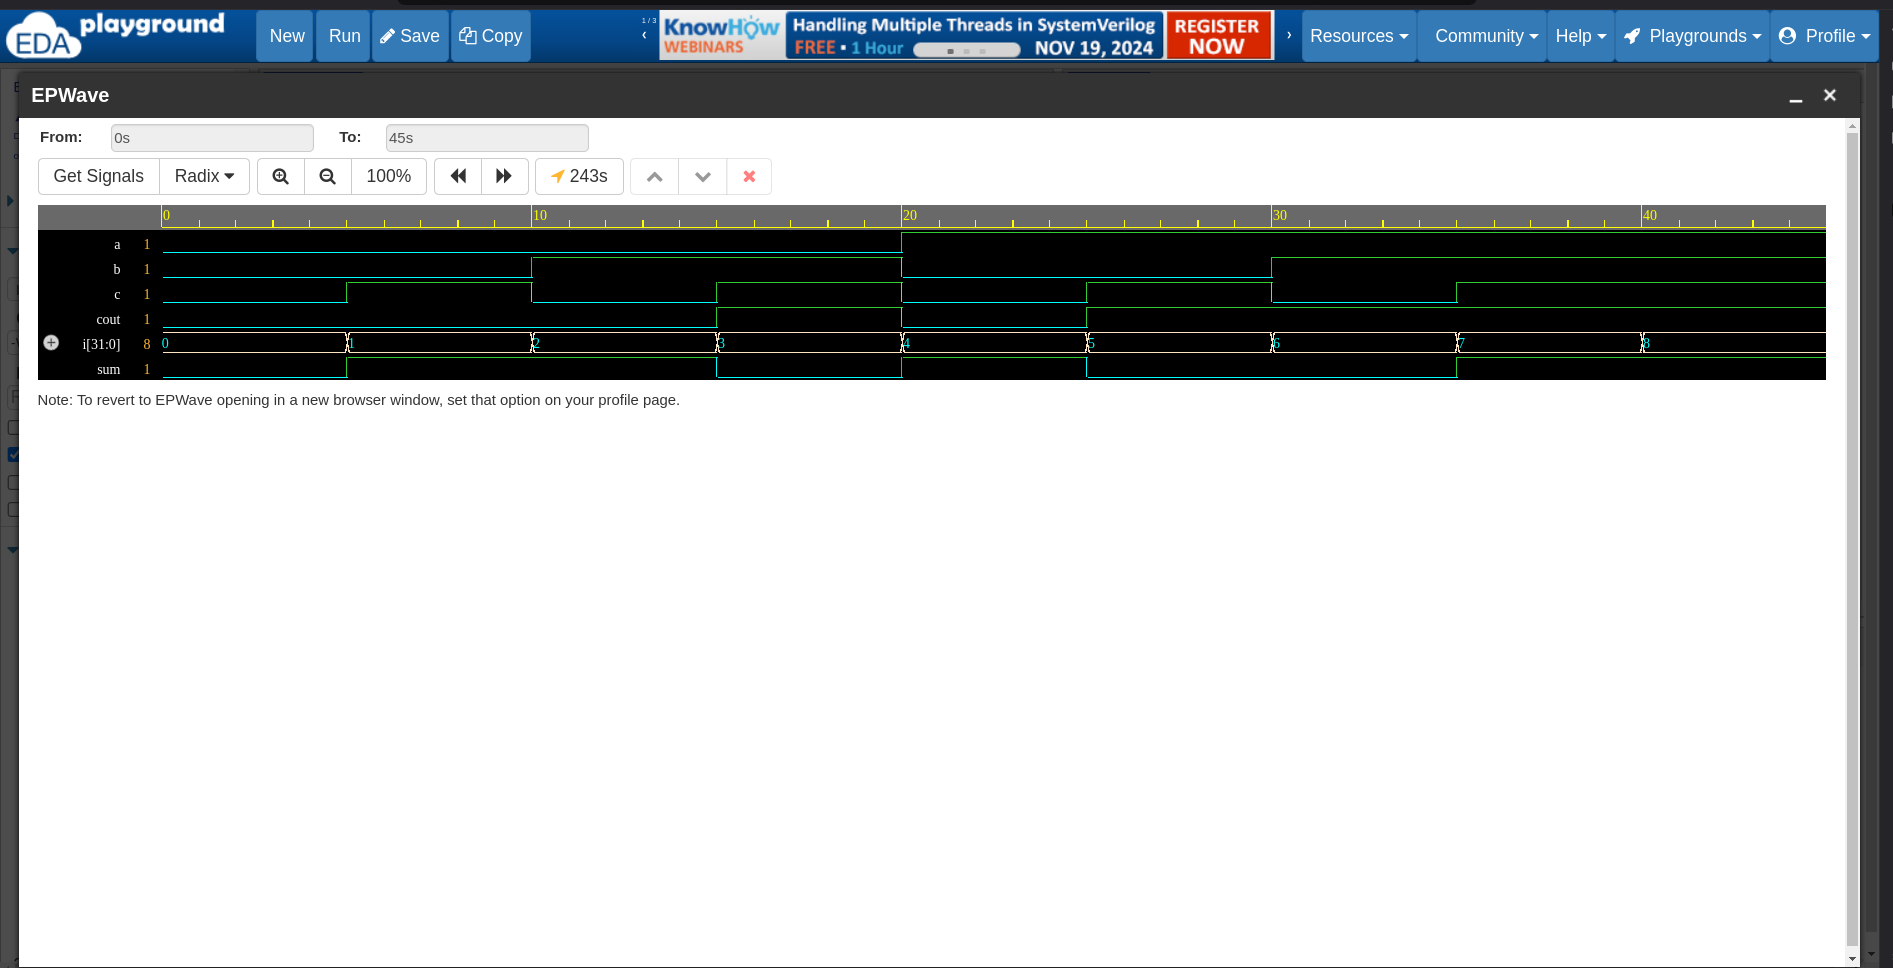 EDA playground
New Run Save Copy
1 / 3
KnowHow WEBINARS
Handling Multiple Threads in SystemVerilog
FREE • 1 Hour NOV 19, 2024
REGISTER NOW
Resources Community Help Playgrounds Profile
EPWave
From: 0s To: 45s
Get Signals Radix 100% 243s
0 10 20 30 40
a 1
b 1
c 1
cout 1
i[31:0] 8 0 1 2 3 4 5 6 7 8
sum 1
Note: To revert to EPWave opening in a new browser window, set that option on your profile page.